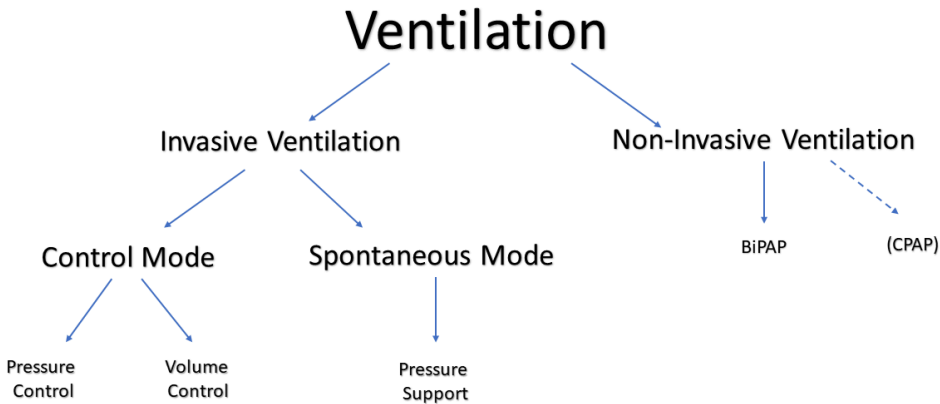 Ventilation
Invasive Ventilation
Non-Invasive Ventilation
Control Mode
Spontaneous Mode
BiPAP
(CPAP)
Pressure
Control
Volume
Control
Pressure
Support